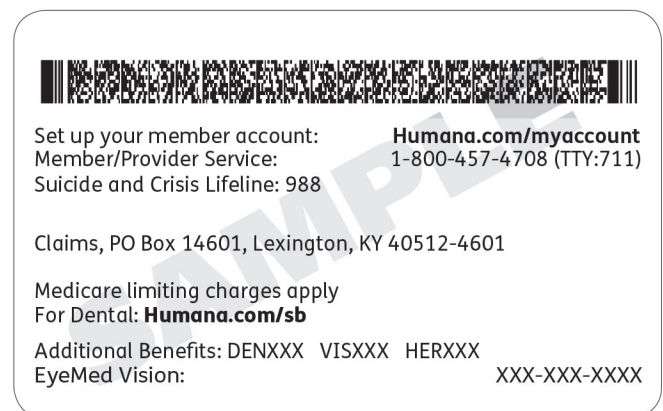 Set up your member account: Humana.com/myaccount
Member/Provider Service: 1-800-457-4708 (TTY:711)
Suicide and Crisis Lifeline: 988
Claims, PO Box 14601, Lexington, KY 40512-4601
Medicare limiting charges apply
For Dental: Humana.com/sb
Additional Benefits: DENXXX VISXXX HERXXX
EyeMed Vision: XXX-XXX-XXXX
SAMPLE